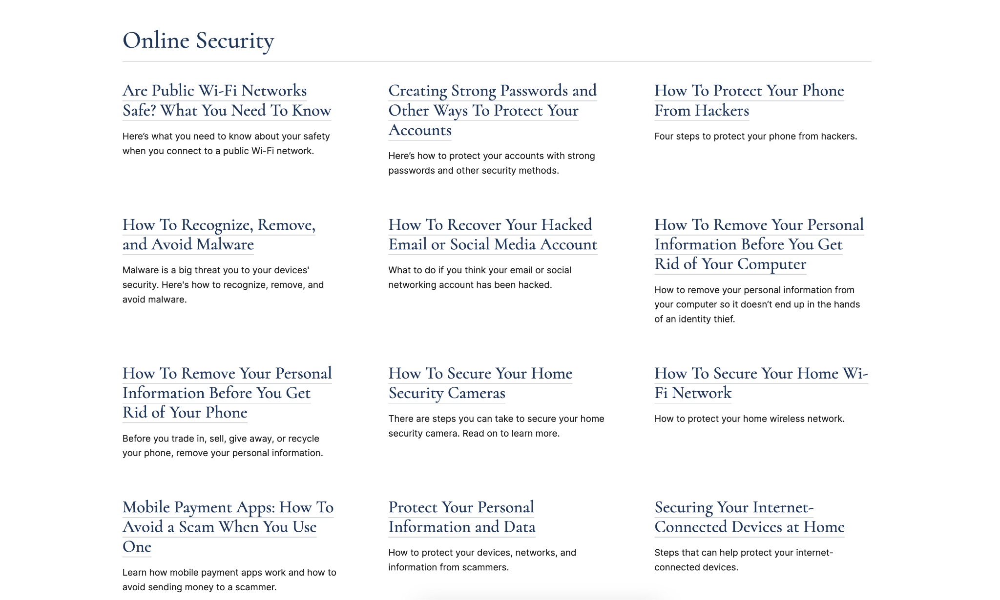 Online Security
Are Public Wi-Fi Networks
Safe? What You Need To Know
Here’s what you need to know about your safety
when you connect to a public Wi-Fi network.
Creating Strong Passwords and
Other Ways To Protect Your
Accounts
Here’s how to protect your accounts with strong
passwords and other security methods.
How To Protect Your Phone
From Hackers
Four steps to protect your phone from hackers.
How To Recognize, Remove,
and Avoid Malware
Malware is a big threat you to your devices'
security. Here's how to recognize, remove, and
avoid malware.
How To Recover Your Hacked
Email or Social Media Account
What to do if you think your email or social
networking account has been hacked.
How To Remove Your Personal
Information Before You Get
Rid of Your Computer
How to remove your personal information from
your computer so it doesn’t end up in the hands
of an identity thief.
How To Remove Your Personal
Information Before You Get
Rid of Your Phone
Before you trade in, sell, give away, or recycle
your phone, remove your personal information.
How To Secure Your Home
Security Cameras
There are steps you can take to secure your home
security camera. Read on to learn more.
How To Secure Your Home Wi-
Fi Network
How to protect your home wireless network.
Mobile Payment Apps: How To
Avoid a Scam When You Use
One
Learn how mobile payment apps work and how to
avoid sending money to a scammer.
Protect Your Personal
Information and Data
How to protect your devices, networks, and
information from scammers.
Securing Your Internet-
Connected Devices at Home
Steps that can help protect your internet-
connected devices.